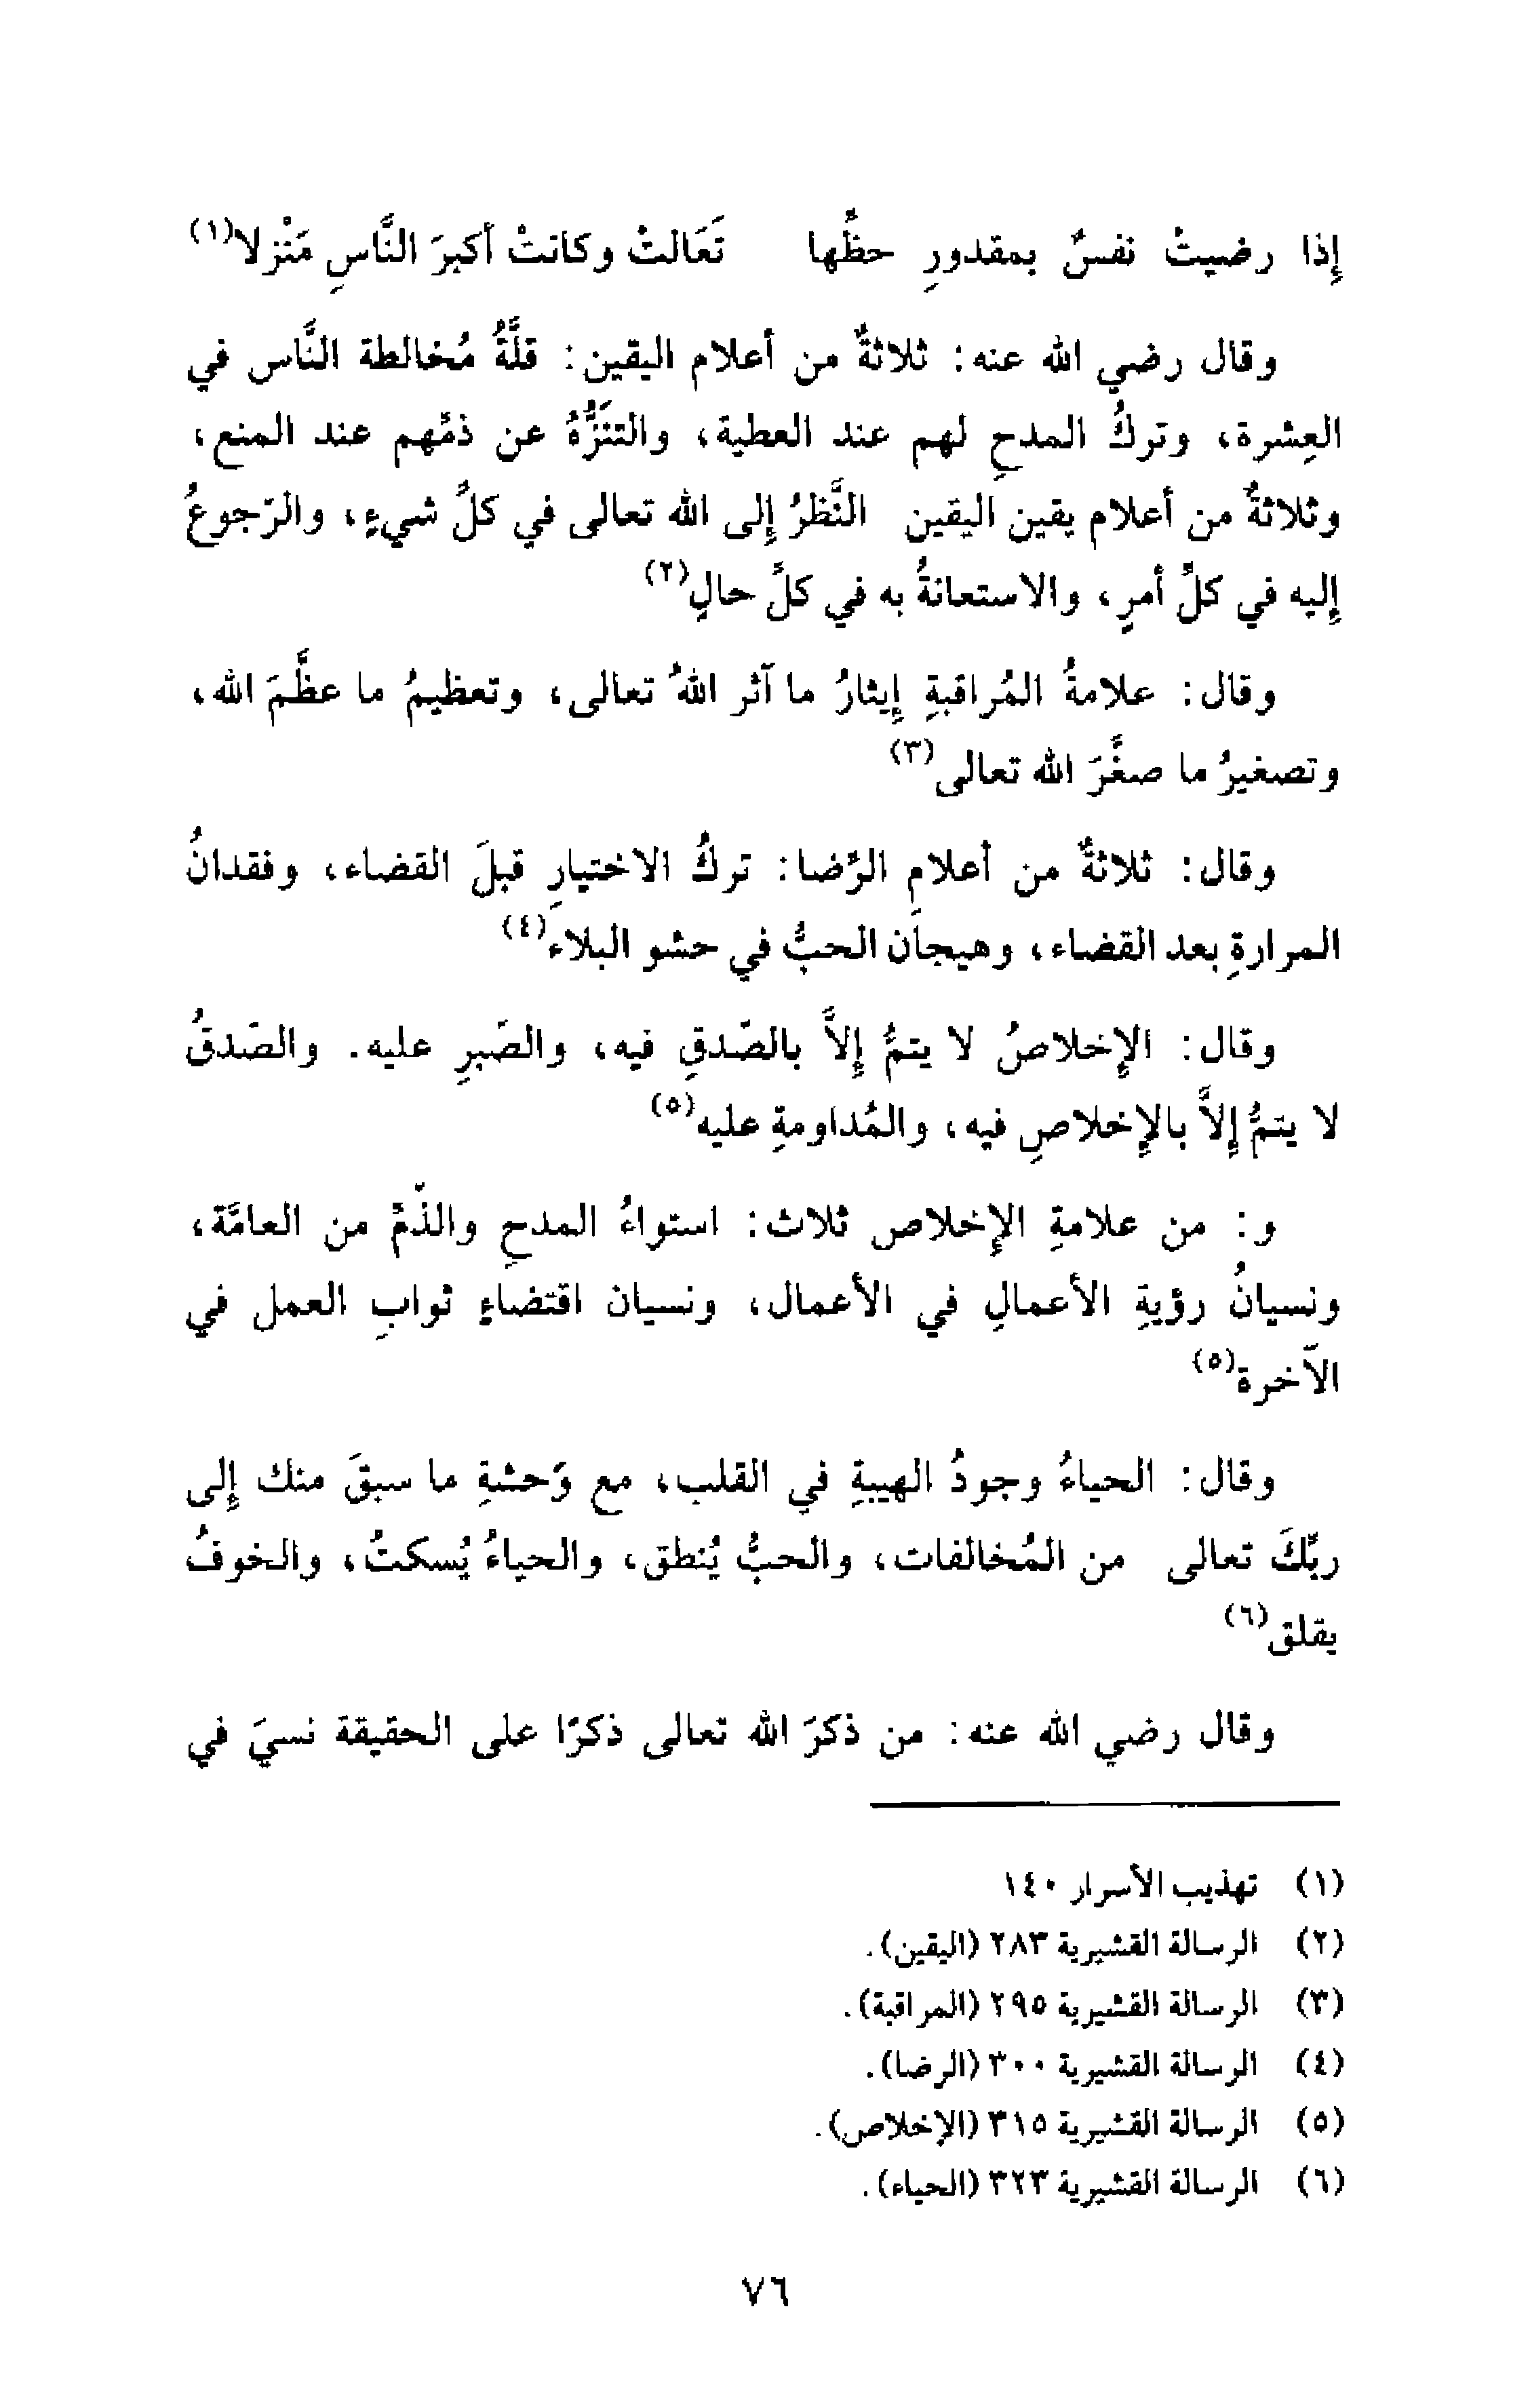 إذا رضيتْ نفسٌ بمقدورِ حظِّها تَعَالتْ وكانتْ أكبرَ النَّاسِ مَنْزلا(١)
وقال رضي الله عنه: ثلاثةٌ من أعلام اليقين: قلَّةُ مُخالطة النَّاس في
العِشرة، وتركُ المدحِ لهم عند العطية، والتنَزُّهُ عن ذمِّهم عند المنع،
وثلاثةٌ من أعلام يقين اليقين النَّظرُ إلى الله تعالى في كلِّ شيءٍ، والرّجوعُ
إليه في كلِّ أمرٍ، والاستعانةُ به في كلِّ حالٍ(٢)
وقال: علامةُ المُراقبةِ إيثارُ ما آثر اللهُ تعالى، وتعظيمُ ما عظَّمَ الله،
وتصغيرُ ما صغَّرَ الله تعالى(٣)
وقال: ثلاثةٌ من أعلامِ الرِّضا: تركُ الاختيارِ قبلَ القضاء، وفقدانُ
المرارةِ بعد القضاء، وهيجانُ الحبُّ في حشو البلاء(٤)
وقال: الإخلاصُ لا يتمُّ إلاَّ بالصّدقِ فيه، والصّبرِ عليه. والصّدقُ
لا يتمُّ إلاَّ بالإخلاصِ فيه، والمُداومةِ عليه(٥)
و: من علامةِ الإخلاص ثلاث: استواءُ المدحِ والذَّمِّ من العامَّة،
ونسيانُ رؤيةِ الأعمالِ في الأعمال، ونسيان اقتضاءِ ثوابِ العمل في
الآخرة(٥)
وقال: الحياءُ وجودُ الهيبةِ في القلب، مع وَحشةِ ما سبقَ منك إلى
ربِّكَ تعالى من المُخالفات، والحبُّ يُنطق، والحياءُ يُسكتُ، والخوفُ
يقلق(٦)
وقال رضي الله عنه: من ذكرَ الله تعالى ذكرًا على الحقيقة نسيَ في
(١) تهذيب الأسرار ١٤٠
(٢) الرسالة القشيرية ٢٨٣ (اليقين).
(٣) الرسالة القشيرية ٢٩٥ (المراقبة).
(٤) الرسالة القشيرية ٣٠٠ (الرضا).
(٥) الرسالة القشيرية ٣١٥ (الإخلاص).
(٦) الرسالة القشيرية ٣٢٣ (الحياء).
٧٦